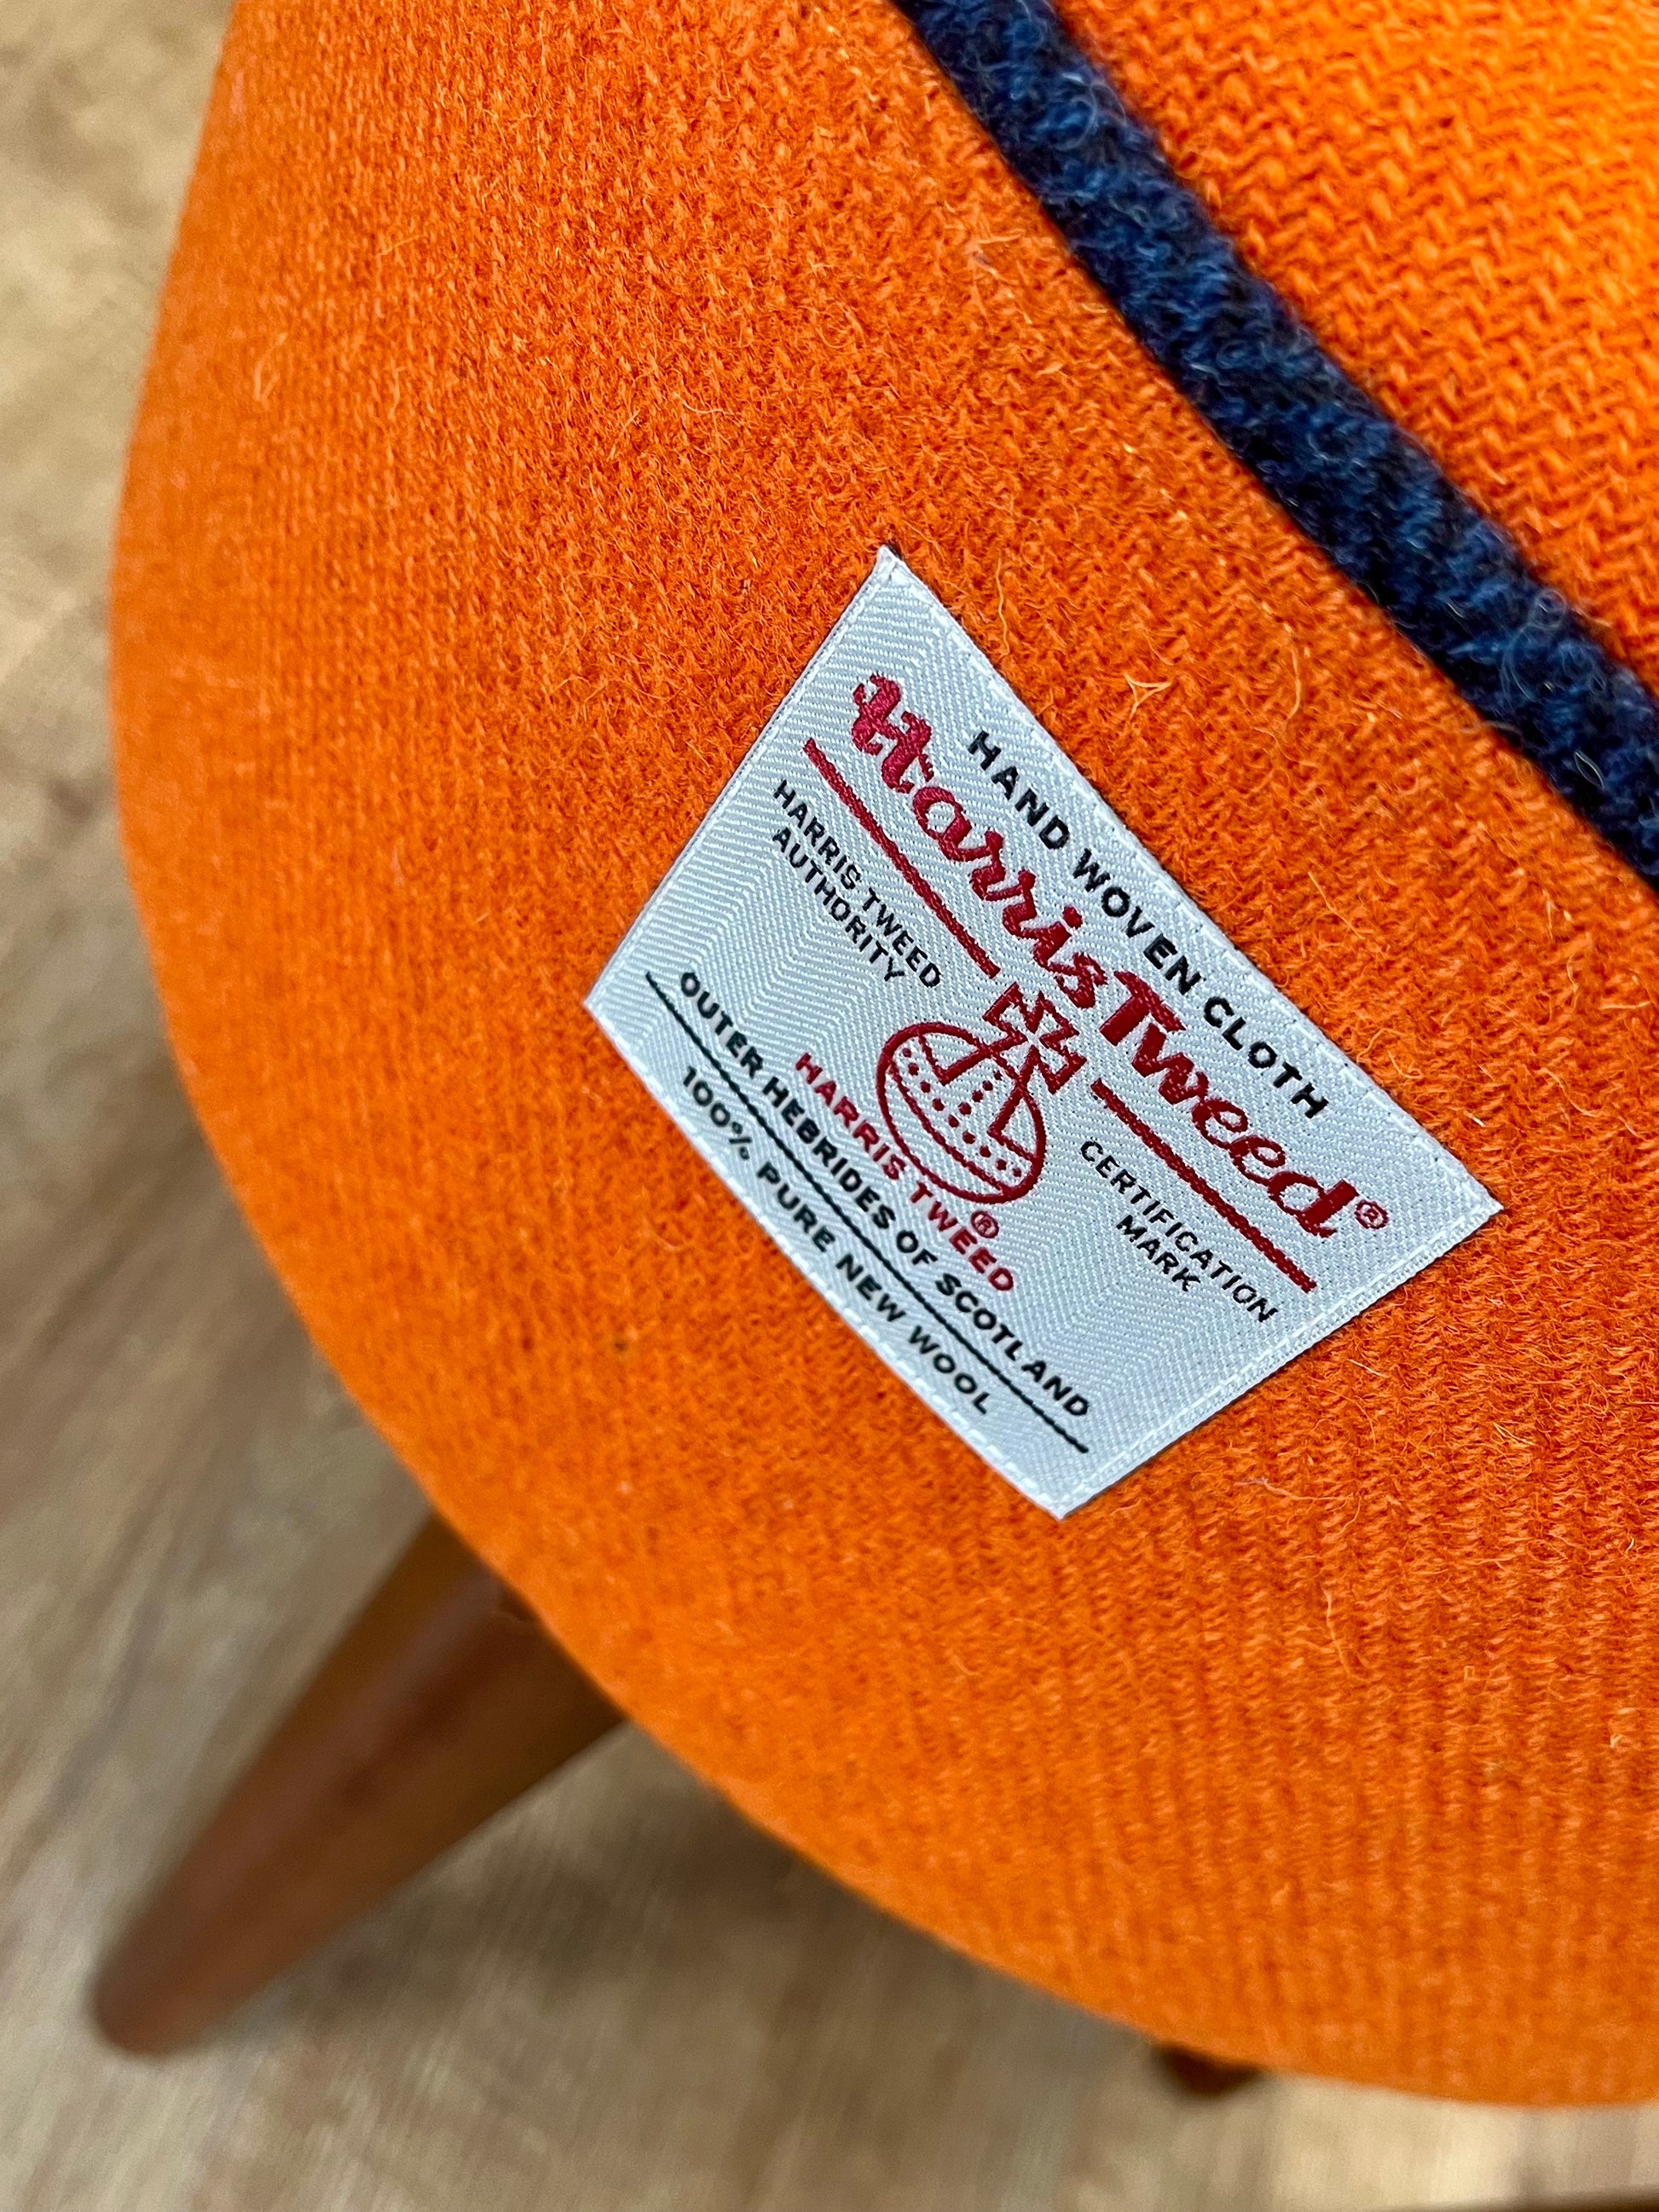 HAND WOVEN CLOTH
Harris Tweed®
HARRIS TWEED
AUTHORITY
CERTIFICATION
MARK
®
HARRIS TWEED
OUTER HEBRIDES OF SCOTLAND
100% PURE NEW WOOL